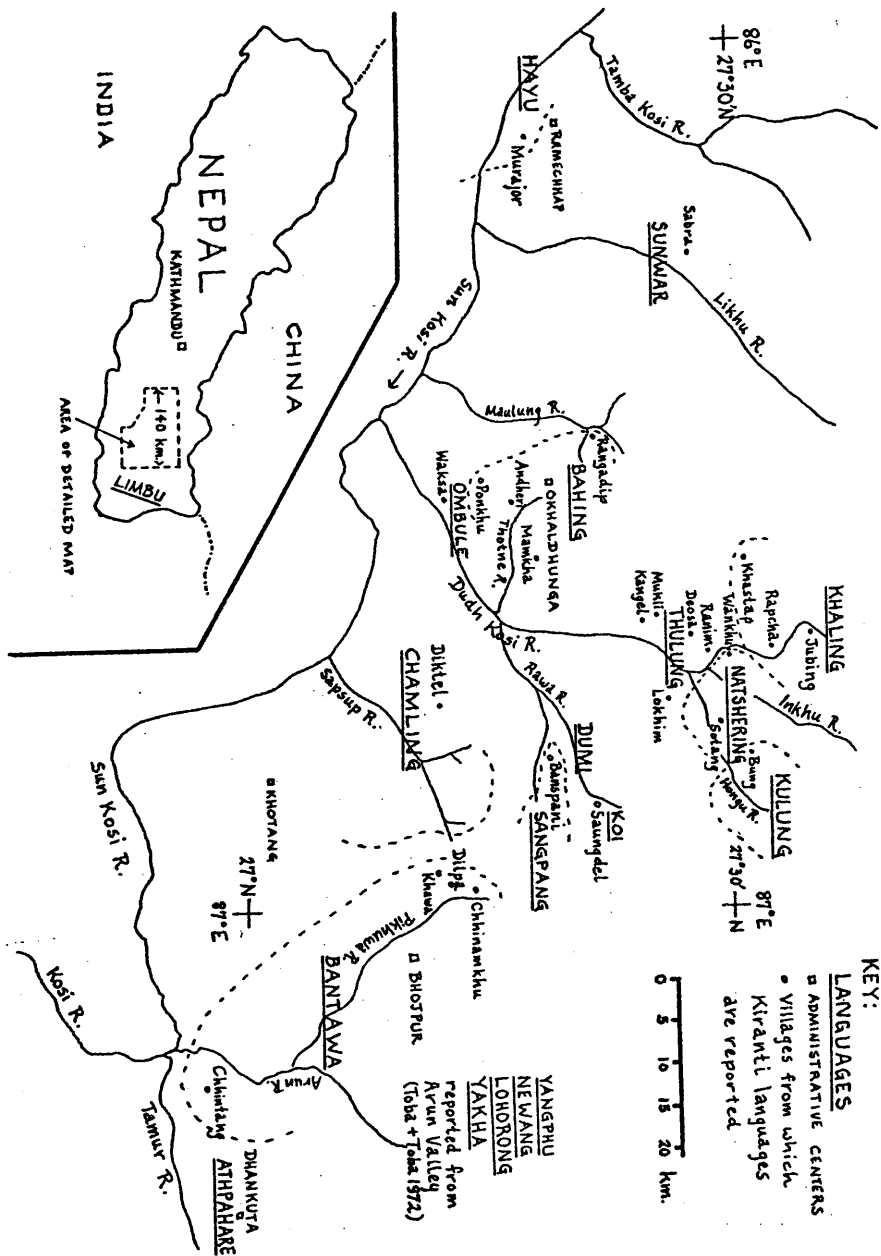 KEY:
LANGUAGES
ADMINISTRATIVE CENTERS
Villages from which
Kiranti languages
are reported
0 5 10 15 20 km.
86°E
27°30'N
Tamba Kosi R.
HAYU
RAMECHHAP
Murajor
Sabra
SUNWAR
Likhu R.
Sun Kosi R.
Maulung R.
Rangadip
BAHING
OKHALDHUNGA
Andheri
Mamkha
Thotne R.
Ponkhu
OMBULE
Waksa
Dudh Kosi R.
KHALING
Jubing
Rapcha
Khastap
Wankhu
Ranim
Deosa
THULUNG
Muhli
Kangel
NATSHERING
Inkhu R.
KULUNG
Bung
Hongu R.
Sotang
Lokhim
87°E
27°30' N
Rawa R.
DUMI
KOI
Saungdel
Banspani
SANGPANG
Diktel
CHAMLING
Sapsup R.
Dilpa
Chhinamkhu
Khawa
Pikhuwa R.
KHOTANG
27°N
87°E
Sun Kosi R.
BHOJPUR
BANTAWA
Arun R.
YANGPHU
NEWANG
LOHORONG
YAKHA
reported from
Arun Valley
(Toba + Toba 1972)
Kosi R.
Chhintang
DHANKUTA
ATHPAHARE
Tamur R.
INDIA
NEPAL
KATHMANDU
CHINA
140 km.
LIMBU
AREA OF DETAILED MAP